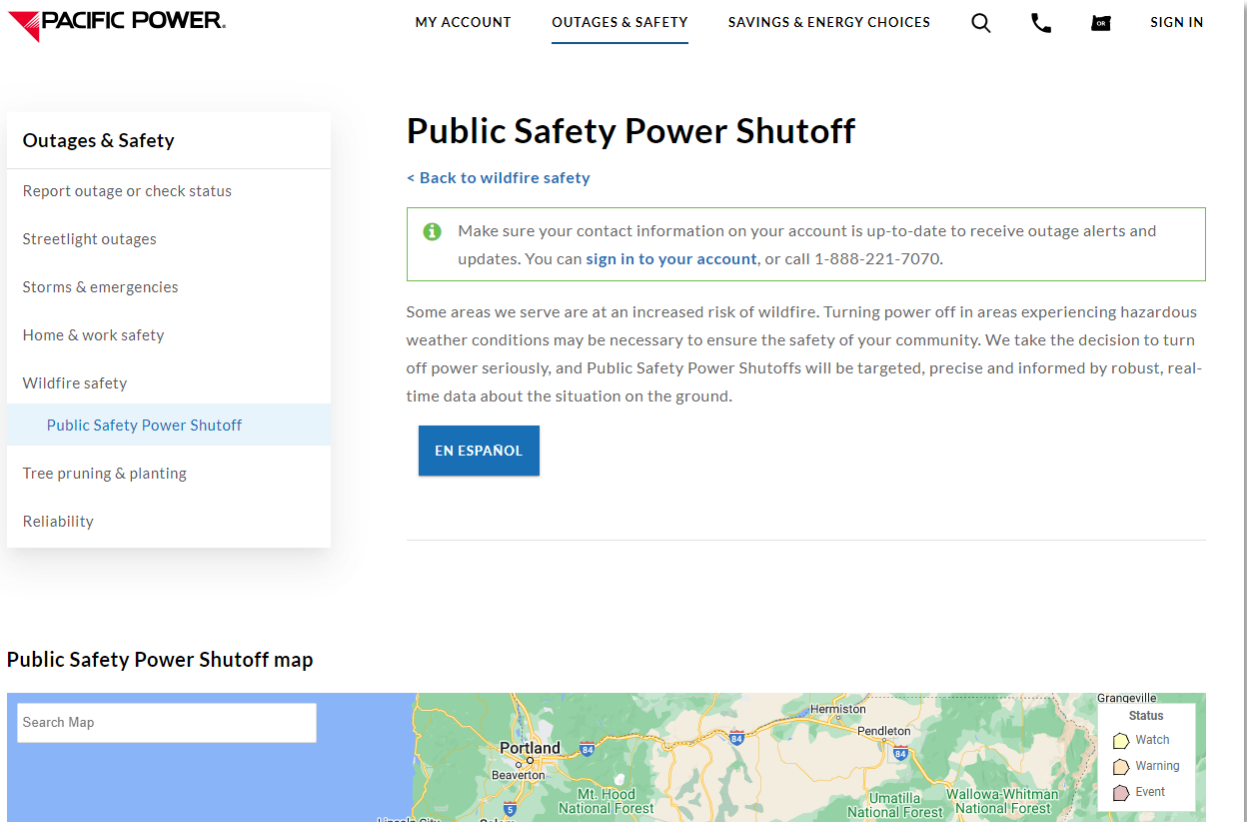 PACIFIC POWER.
MY ACCOUNT
OUTAGES & SAFETY
SAVINGS & ENERGY CHOICES
OR
SIGN IN
Outages & Safety
Report outage or check status
Streetlight outages
Storms & emergencies
Home & work safety
Wildfire safety
Public Safety Power Shutoff
Tree pruning & planting
Reliability
Public Safety Power Shutoff
< Back to wildfire safety
Make sure your contact information on your account is up-to-date to receive outage alerts and
updates. You can sign in to your account, or call 1-888-221-7070.
Some areas we serve are at an increased risk of wildfire. Turning power off in areas experiencing hazardous
weather conditions may be necessary to ensure the safety of your community. We take the decision to turn
off power seriously, and Public Safety Power Shutoffs will be targeted, precise and informed by robust, real-
time data about the situation on the ground.
EN ESPAÑOL
Public Safety Power Shutoff map
Search Map
Grangeville
Hermiston
Pendleton
Portland
84
84
84
Beaverton
Mt. Hood
National Forest
Umatilla
National Forest
Wallowa-Whitman
National Forest
5
Lincoln City
Salem
Status
Watch
Warning
Event